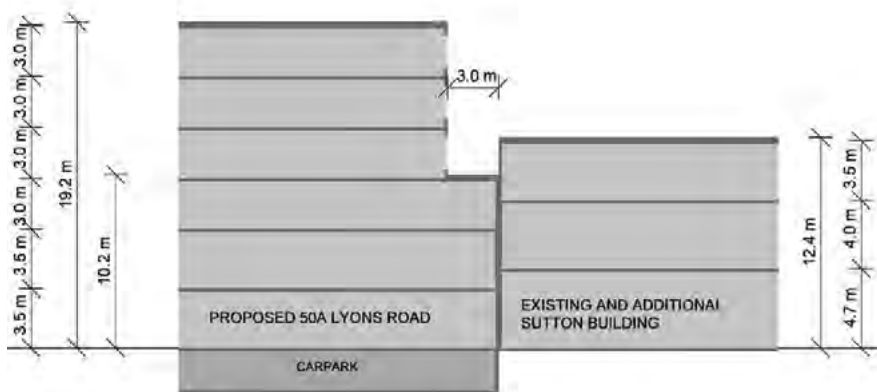 3.0 m
3.0 m
3.0 m
3.0 m
3.5 m
3.5 m
19.2 m
10.2 m
3.0 m
PROPOSED 50A LYONS ROAD
CARPARK
EXISTING AND ADDITIONAL
SUTTON BUILDING
12.4 m
3.5 m
4.0 m
4.7 m